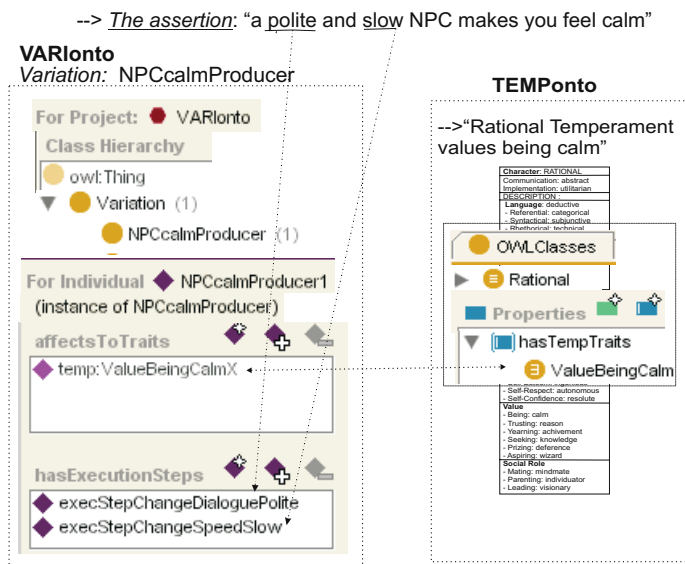 --> The assertion: “a polite and slow NPC makes you feel calm”
VARIonto
Variation: NPCcalmProducer
For Project: VARIonto
Class Hierarchy
owl:Thing
Variation (1)
NPCcalmProducer (1)
For Individual NPCcalmProducer1
(instance of NPCcalmProducer)
affectsToTraits
temp:ValueBeingCalmX
hasExecutionSteps
execStepChangeDialoguePolite
execStepChangeSpeedSlow
TEMPonto
-->“Rational Temperament
values being calm”
Character: RATIONAL
Communication: abstract
Implementation: utilitarian
DESCRIPTION :
Language: deductive
- Referential: categorical
- Syntactical: subjunctive
- Rhethorical: technical
OWLClasses
Rational
Properties
hasTempTraits
ValueBeingCalm
- Self-Respect: autonomous
- Self-Confidence: resolute
Value
- Being: calm
- Trusting: reason
- Yearning: achivement
- Seeking: knowledge
- Prizing: deference
- Aspiring: wizard
Social Role
- Mating: mindmate
- Parenting: individuator
- Leading: visionary